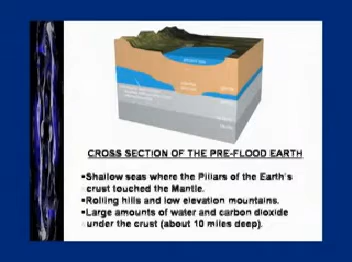 CROSS SECTION OF THE PRE-FLOOD EARTH
•Shallow seas where the Pillars of the Earth's
crust touched the Mantle.
•Rolling hills and low elevation mountains.
•Large amounts of water and carbon dioxide
under the crust (about 10 miles deep).